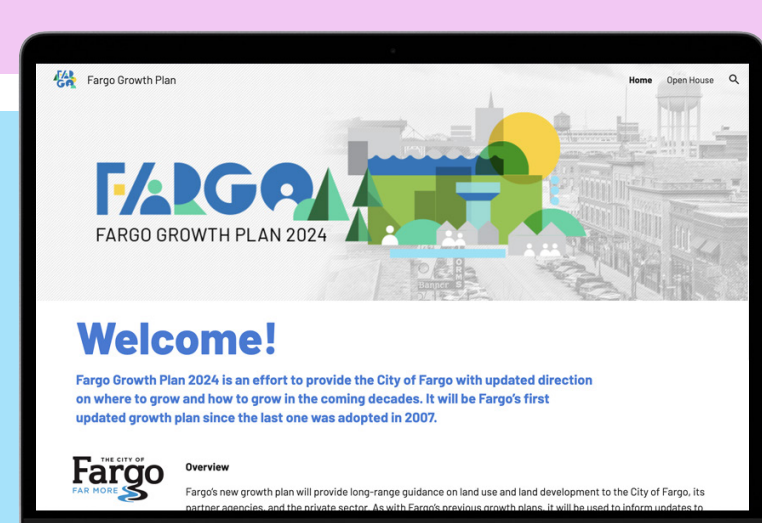 FARGO
Fargo Growth Plan
Home
Open House
FARGO
FARGO GROWTH PLAN 2024
Banner
Welcome!
Fargo Growth Plan 2024 is an effort to provide the City of Fargo with updated direction
on where to grow and how to grow in the coming decades. It will be Fargo's first
updated growth plan since the last one was adopted in 2007.
THE CITY OF
Fargo
FAR MORE
Overview
Fargo's new growth plan will provide long-range guidance on land use and land development to the City of Fargo, its
partner agencies, and the private sector. As with Fargo's previous growth plans, it will be used to inform updates to